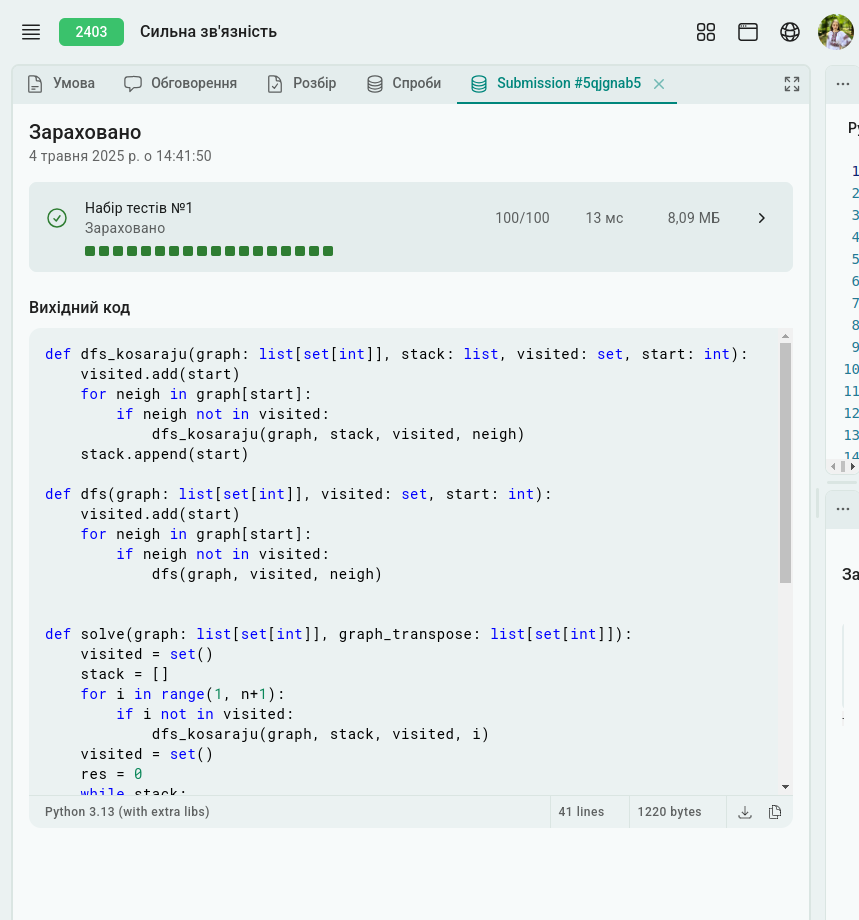 2403 Сильна зв'язність
Умова Обговорення Розбір Спроби Submission #5qjgnab5
Зараховано
4 травня 2025 р. о 14:41:50
Набір тестів №1
Зараховано
100/100 13 мс 8,09 МБ
Вихідний код
def dfs_kosaraju(graph: list[set[int]], stack: list, visited: set, start: int):
    visited.add(start)
    for neigh in graph[start]:
        if neigh not in visited:
            dfs_kosaraju(graph, stack, visited, neigh)
    stack.append(start)
def dfs(graph: list[set[int]], visited: set, start: int):
    visited.add(start)
    for neigh in graph[start]:
        if neigh not in visited:
            dfs(graph, visited, neigh)
def solve(graph: list[set[int]], graph_transpose: list[set[int]]):
    visited = set()
    stack = []
    for i in range(1, n+1):
        if i not in visited:
            dfs_kosaraju(graph, stack, visited, i)
    visited = set()
    res = 0
    while stack:
Python 3.13 (with extra libs) 41 lines 1220 bytes
1
2
3
4
5
6
7
8
9
10
11
12
13
14
За